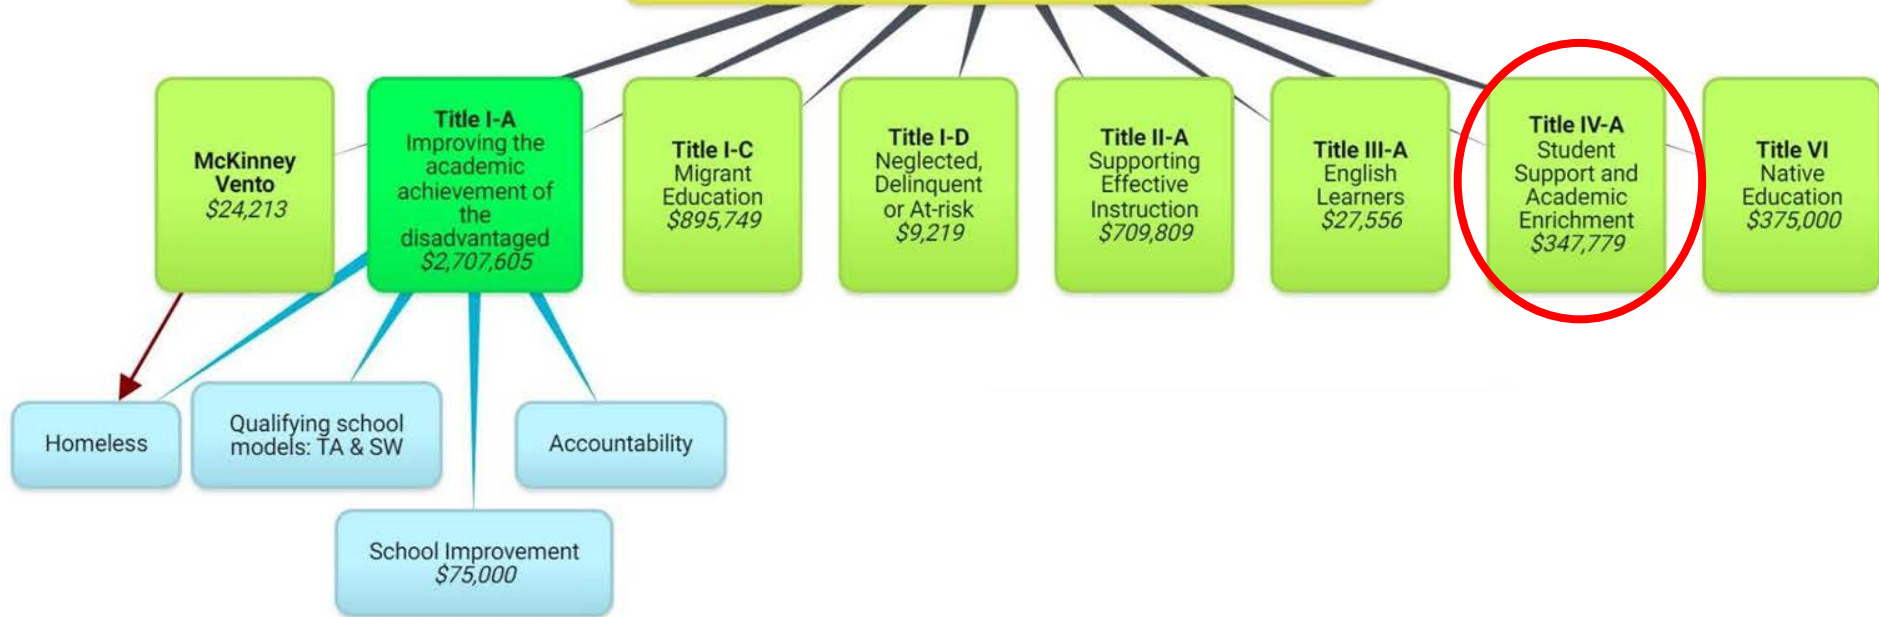 McKinney
Vento
$24,213
Title I-A
Improving the
academic
achievement of
the
disadvantaged
$2,707,605
Title I-C
Migrant
Education
$895,749
Title I-D
Neglected,
Delinquent
or At-risk
$9,219
Title II-A
Supporting
Effective
Instruction
$709,809
Title III-A
English
Learners
$27,556
Title IV-A
Student
Support and
Academic
Enrichment
$347,779
Title VI
Native
Education
$375,000
Homeless
Qualifying school
models: TA & SW
Accountability
School Improvement
$75,000